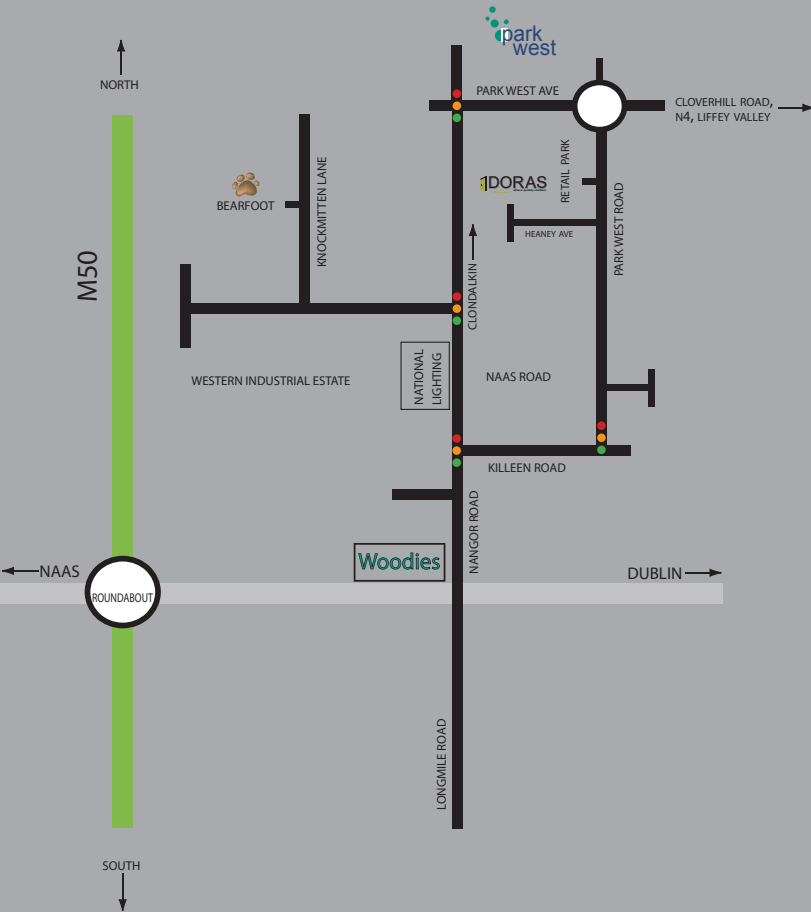 park
west
NORTH
PARK WEST AVE
CLOVERHILL ROAD,
N4, LIFFEY VALLEY
BEARFOOT
KNOCKMITTEN LANE
DORAS
RETAIL PARK
HEANEY AVE
PARK WEST ROAD
M50
CLONDALKIN
NATIONAL
LIGHTING
WESTERN INDUSTRIAL ESTATE
NAAS ROAD
KILLEEN ROAD
NANGOR ROAD
Woodies
NAAS
DUBLIN
ROUNDABOUT
LONGMILE ROAD
SOUTH